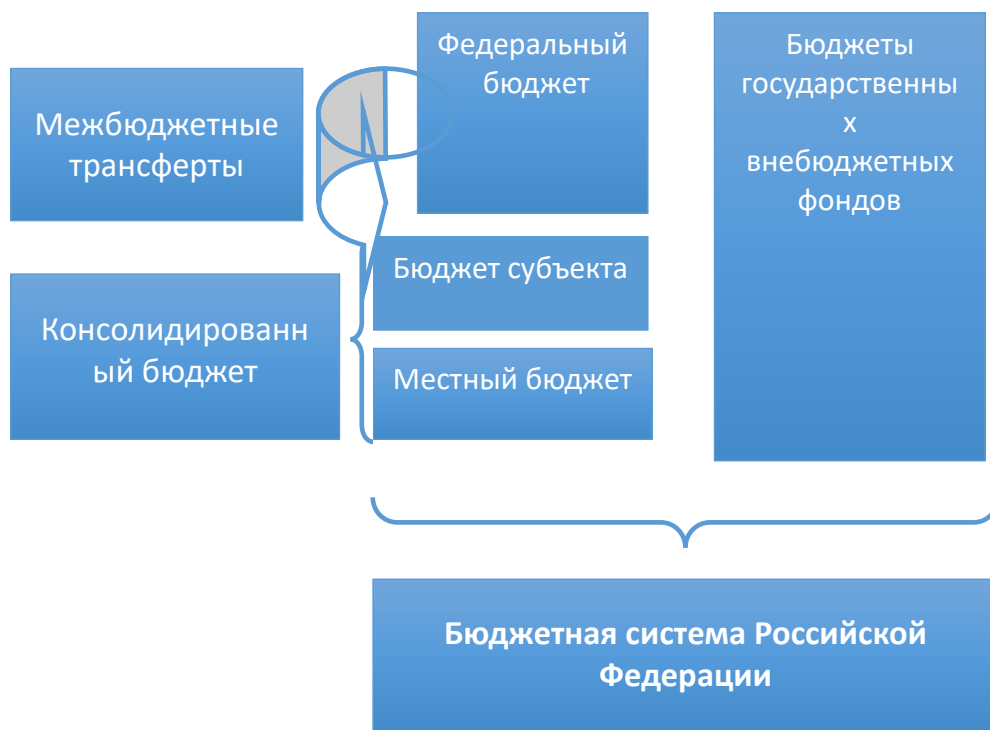 Межбюджетные
трансферты
Федеральный
бюджет
Бюджеты
государственны
х
внебюджетных
фондов
Консолидированн
ый бюджет
Бюджет субъекта
Местный бюджет
Бюджетная система Российской
Федерации